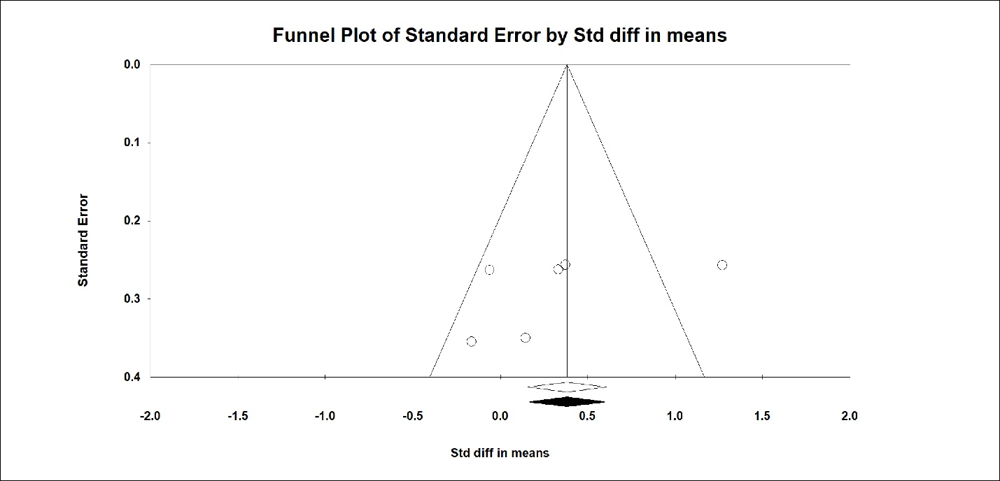 Funnel Plot of Standard Error by Std diff in means
0.0
0.1
0.2
0.3
0.4
Standard Error
-2.0 -1.5 -1.0 -0.5 0.0 0.5 1.0 1.5 2.0
Std diff in means